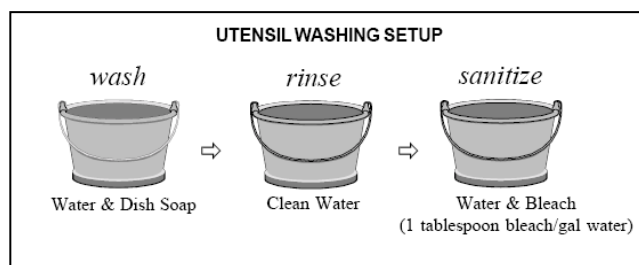 UTENSIL WASHING SETUP
wash
rinse
sanitize
Water & Dish Soap
Clean Water
Water & Bleach
(1 tablespoon bleach/gal water)